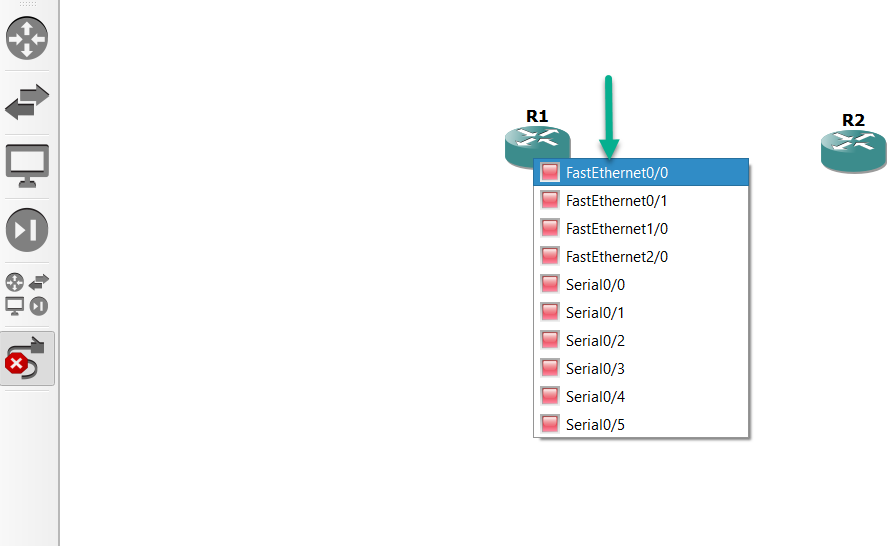 R1
R2
FastEthernet0/0
FastEthernet0/1
FastEthernet1/0
FastEthernet2/0
Serial0/0
Serial0/1
Serial0/2
Serial0/3
Serial0/4
Serial0/5